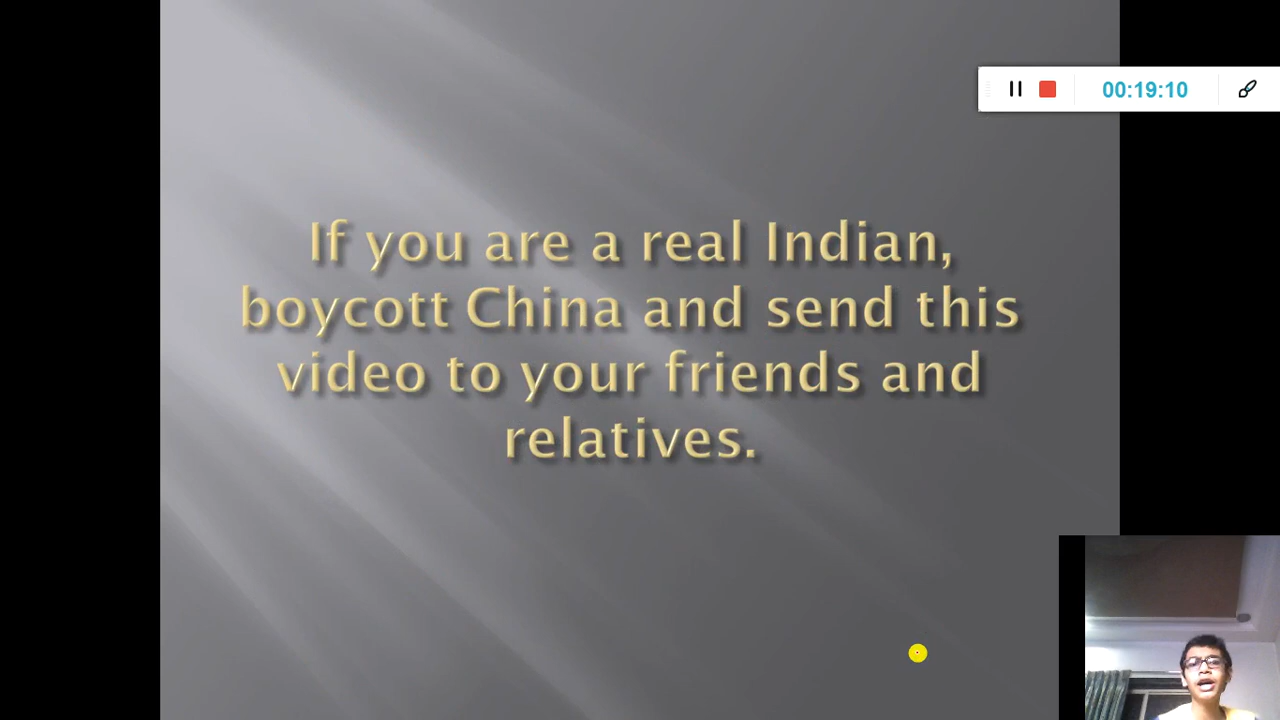 00:19:10
If you are a real Indian,
boycott China and send this
video to your friends and
relatives.